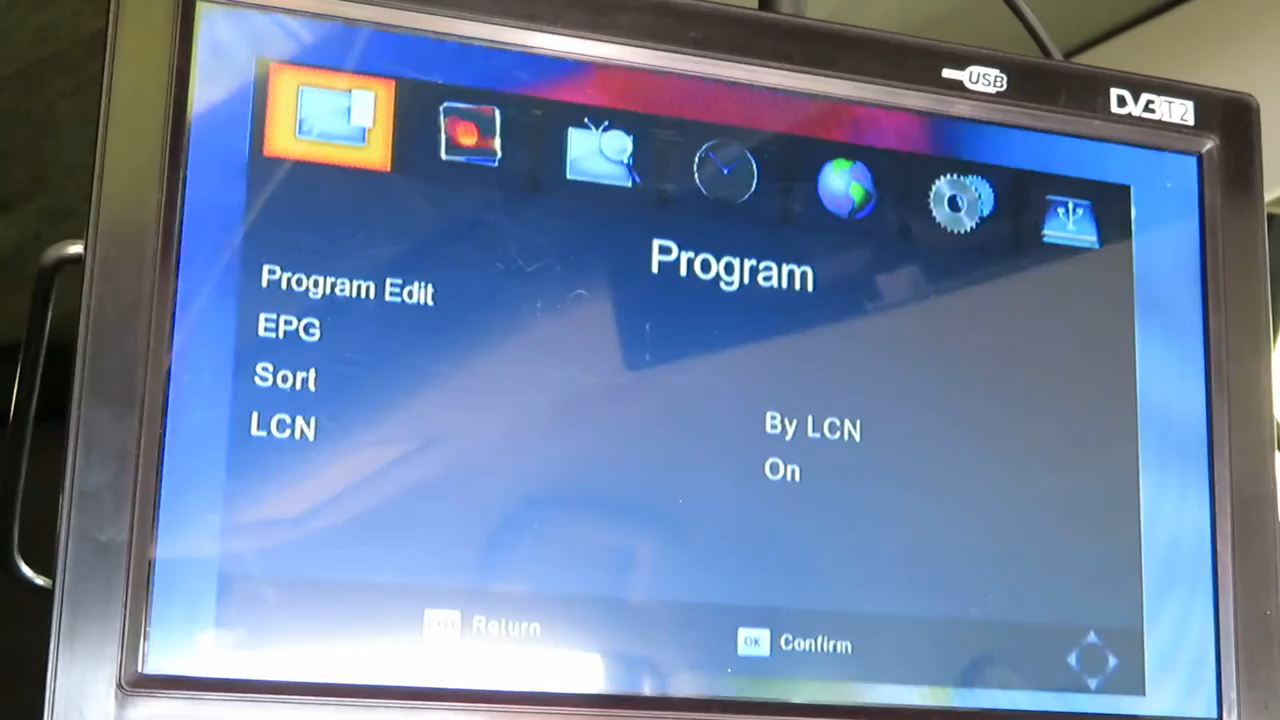 USB
DVB T2
Program
Program Edit
EPG
Sort By LCN
LCN On
Return
OK Confirm